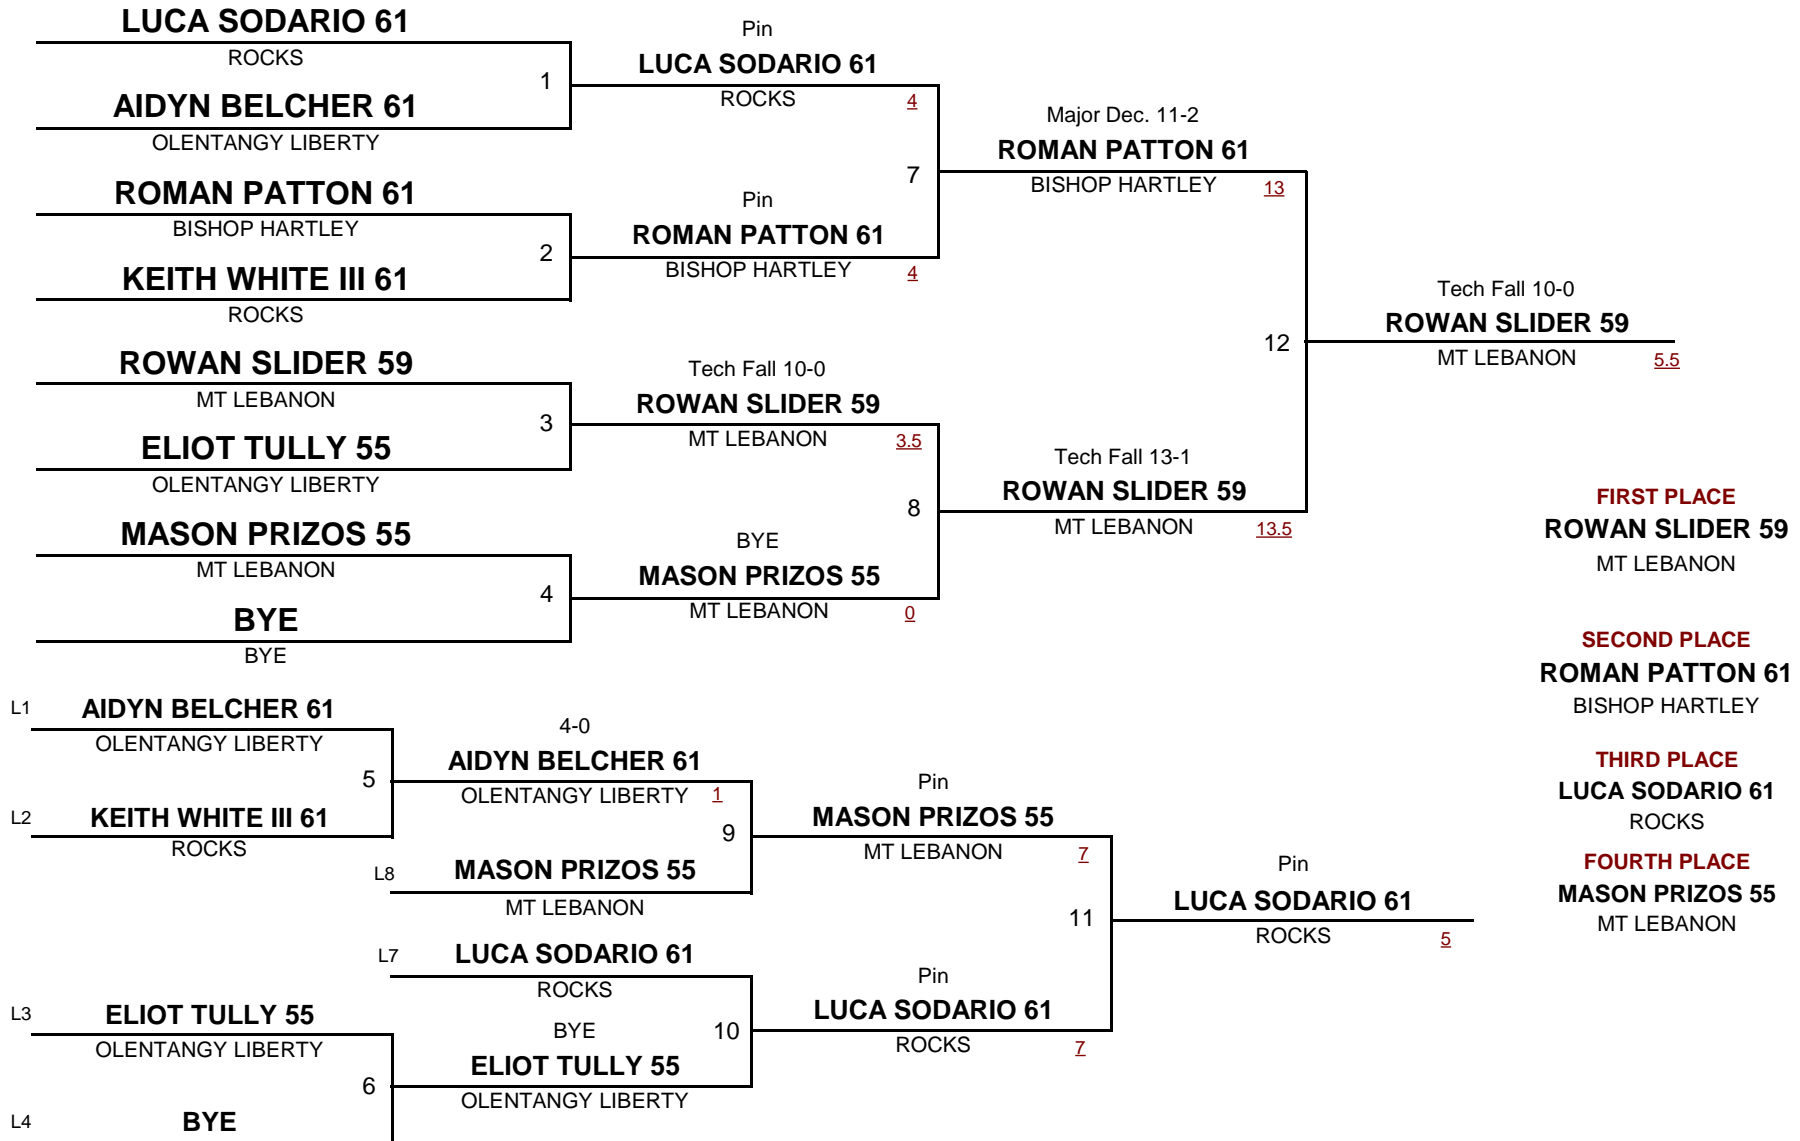 LUCA SODARIO 61
ROCKS
1
AIDYN BELCHER 61
OLENTANGY LIBERTY
Pin
LUCA SODARIO 61
ROCKS
4
ROMAN PATTON 61
BISHOP HARTLEY
2
KEITH WHITE III 61
ROCKS
Pin
ROMAN PATTON 61
BISHOP HARTLEY
4
7
Major Dec. 11-2
ROMAN PATTON 61
BISHOP HARTLEY
13
ROWAN SLIDER 59
MT LEBANON
3
ELIOT TULLY 55
OLENTANGY LIBERTY
Tech Fall 10-0
ROWAN SLIDER 59
MT LEBANON
3.5
MASON PRIZOS 55
MT LEBANON
4
BYE
BYE
BYE
MASON PRIZOS 55
MT LEBANON
0
8
Tech Fall 13-1
ROWAN SLIDER 59
MT LEBANON
13.5
12
Tech Fall 10-0
ROWAN SLIDER 59
MT LEBANON
5.5
FIRST PLACE
ROWAN SLIDER 59
MT LEBANON
SECOND PLACE
ROMAN PATTON 61
BISHOP HARTLEY
THIRD PLACE
LUCA SODARIO 61
ROCKS
FOURTH PLACE
MASON PRIZOS 55
MT LEBANON
L1
AIDYN BELCHER 61
OLENTANGY LIBERTY
5
L2
KEITH WHITE III 61
ROCKS
4-0
AIDYN BELCHER 61
OLENTANGY LIBERTY
1
9
L8
MASON PRIZOS 55
MT LEBANON
Pin
MASON PRIZOS 55
MT LEBANON
7
L7
LUCA SODARIO 61
ROCKS
10
L3
ELIOT TULLY 55
OLENTANGY LIBERTY
6
L4
BYE
BYE
ELIOT TULLY 55
OLENTANGY LIBERTY
Pin
LUCA SODARIO 61
ROCKS
7
11
Pin
LUCA SODARIO 61
ROCKS
5